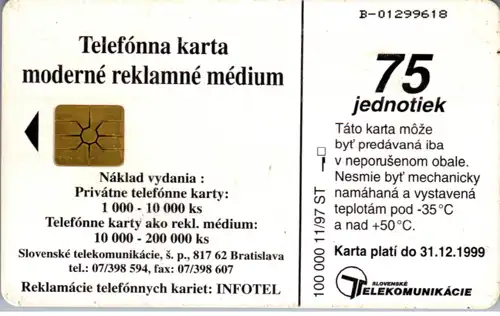 Telefónna karta
moderné reklamné médium
Náklad vydania :
Privátne telefónne karty:
1 000 - 10 000 ks
Telefónne karty ako rekl. médium:
10 000 - 200 000 ks
Slovenské telekomunikácie, š. p., 817 62 Bratislava
tel.: 07/398 594, fax: 07/398 607
Reklamácie telefónnych kariet: INFOTEL
100 000 11/97 ST
B-01299618
75
jednotiek
Táto karta môže
byť predávaná iba
v neporušenom obale.
Nesmie byť mechanicky
namáhaná a vystavená
teplotám pod -35°C
a nad +50°C.
Karta platí do 31.12.1999
SLOVENSKÉ
TELEKOMUNIKÁCIE